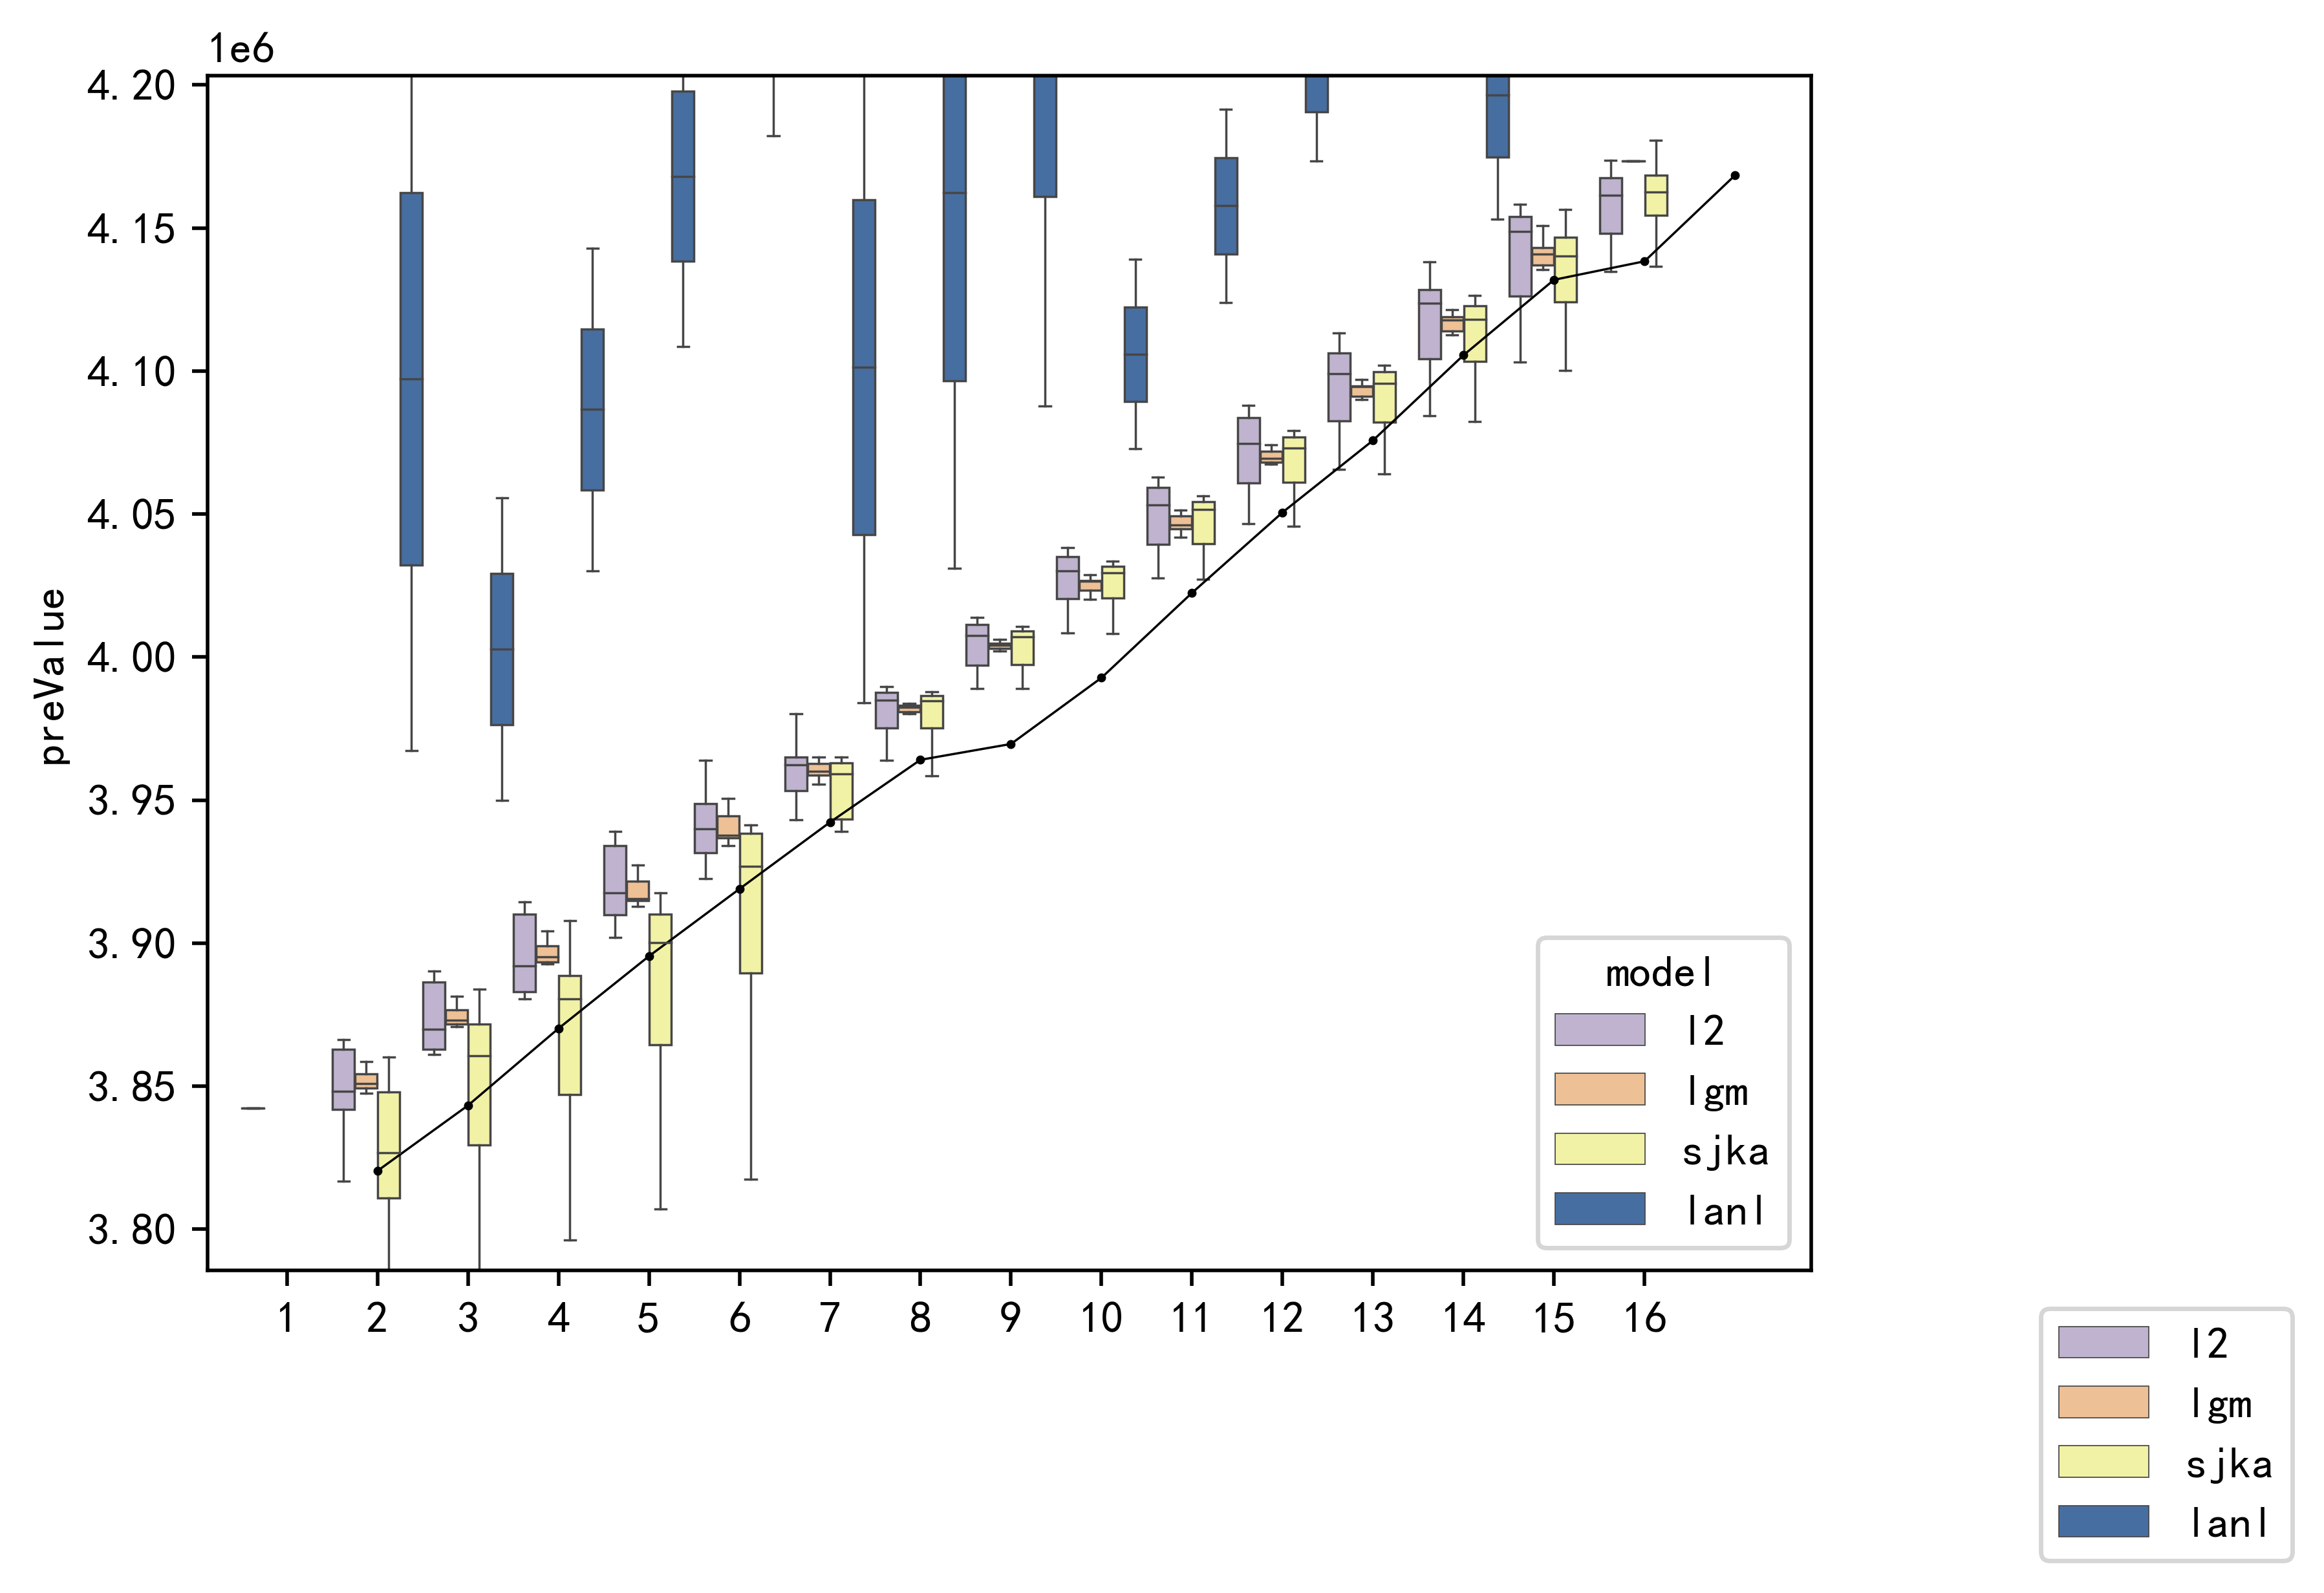 1e6
4.20
4.15
4.10
4.05
4.00
3.95
3.90
3.85
3.80
preValue
1 2 3 4 5 6 7 8 9 10 11 12 13 14 15 16
model
l2
lgm
sjka
lanl
l2
lgm
sjka
lanl